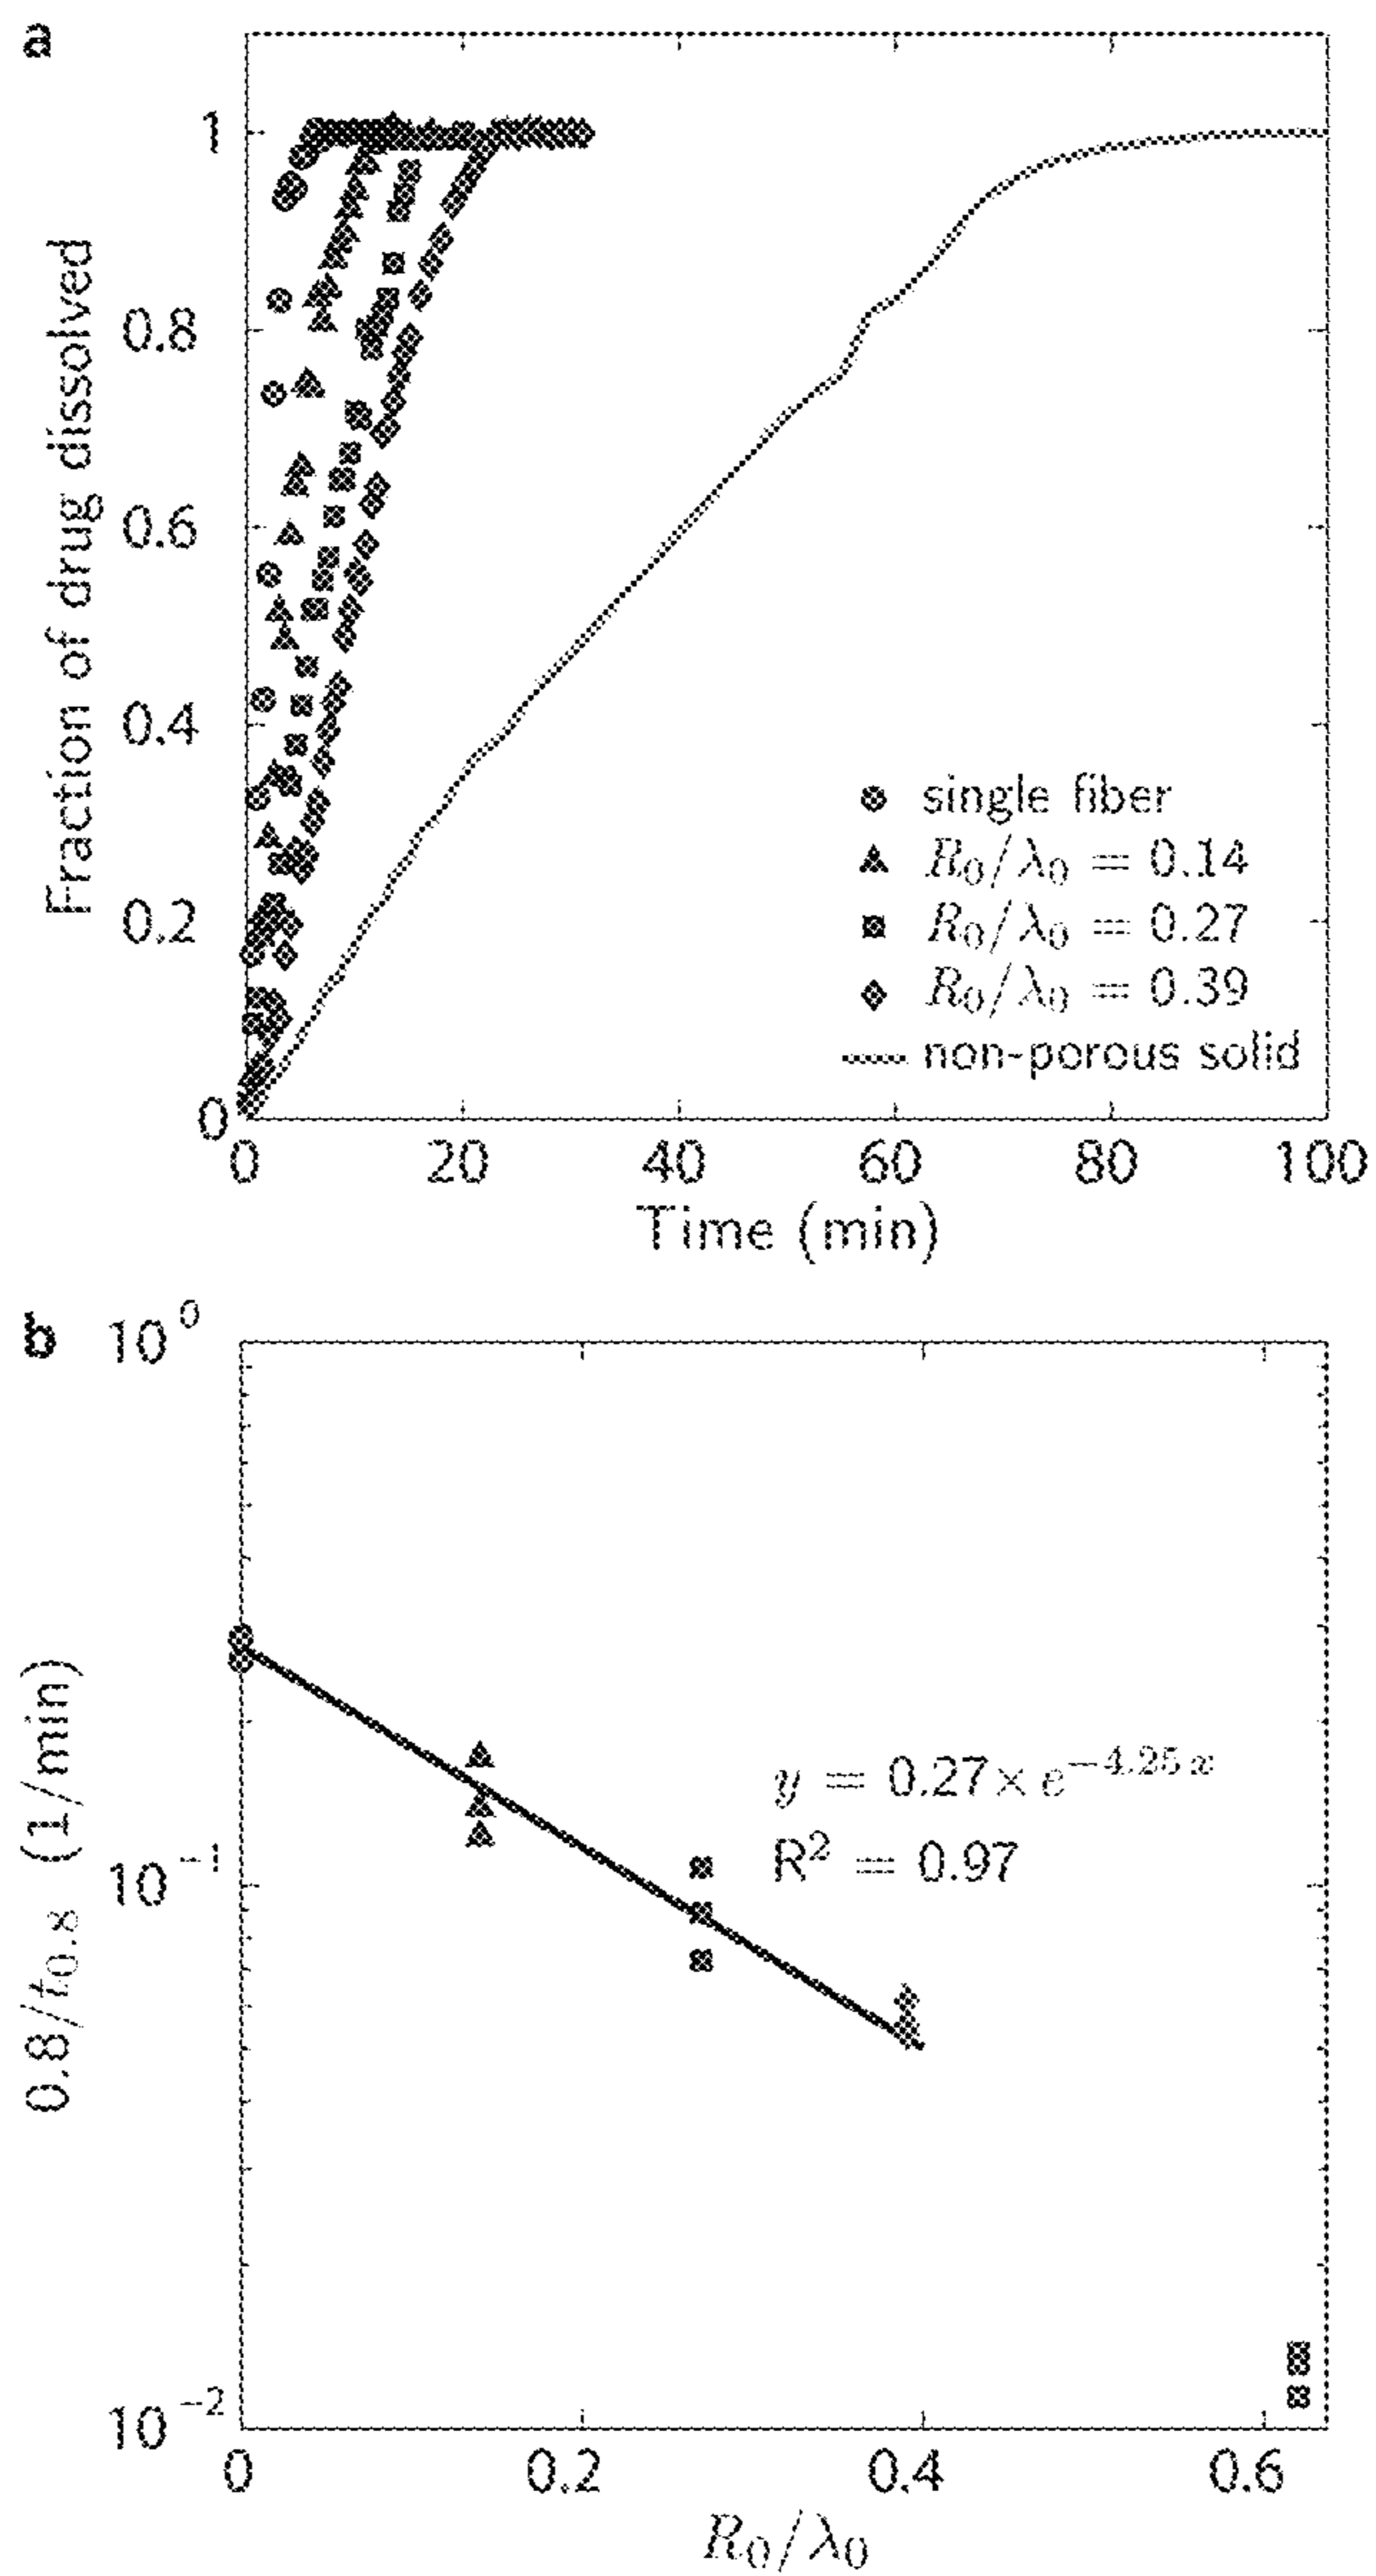 a
1
0.8
0.6
0.4
0.2
0
Fraction of drug dissolved
single fiber
R₀/λ₀ = 0.14
R₀/λ₀ = 0.27
R₀/λ₀ = 0.39
non-porous solid
0 20 40 60 80 100
Time (min)
b
10⁰
10⁻¹
10⁻²
0.8/t₀.₈ (1/min)
y = 0.27×e⁻⁴·²⁵ˣ
R² = 0.97
0 0.2 0.4 0.6
R₀/λ₀